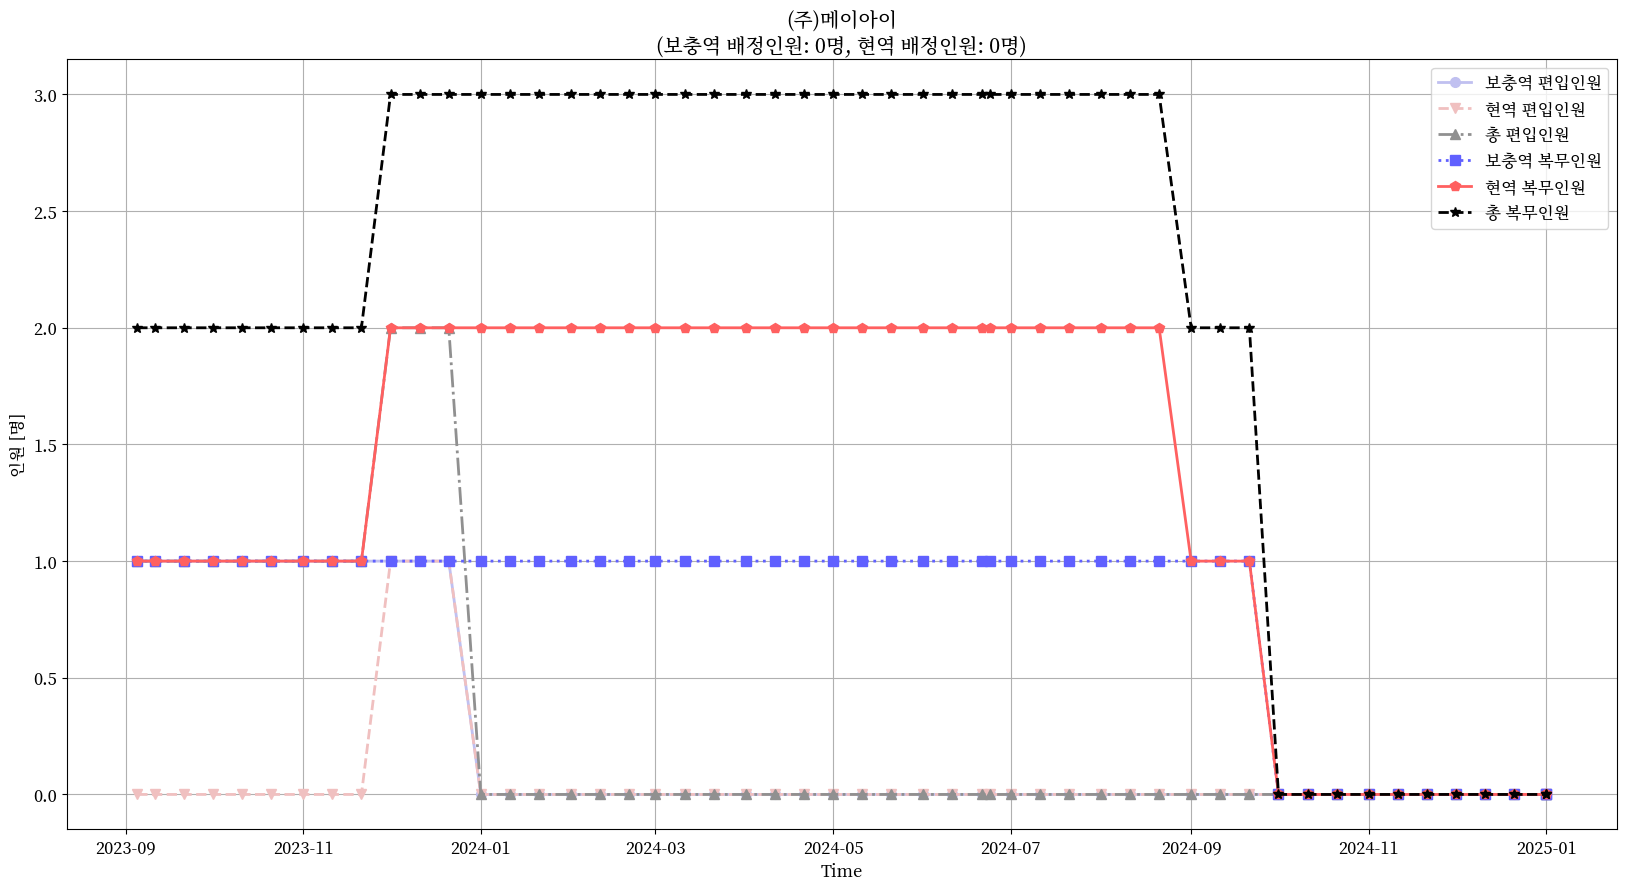 (주)메이아이
(보충역 배정인원: 0명, 현역 배정인원: 0명)
보충역 편입인원
현역 편입인원
총 편입인원
보충역 복무인원
현역 복무인원
총 복무인원
인원 [명]
3.0
2.5
2.0
1.5
1.0
0.5
0.0
2023-09 2023-11 2024-01 2024-03 2024-05 2024-07 2024-09 2024-11 2025-01
Time